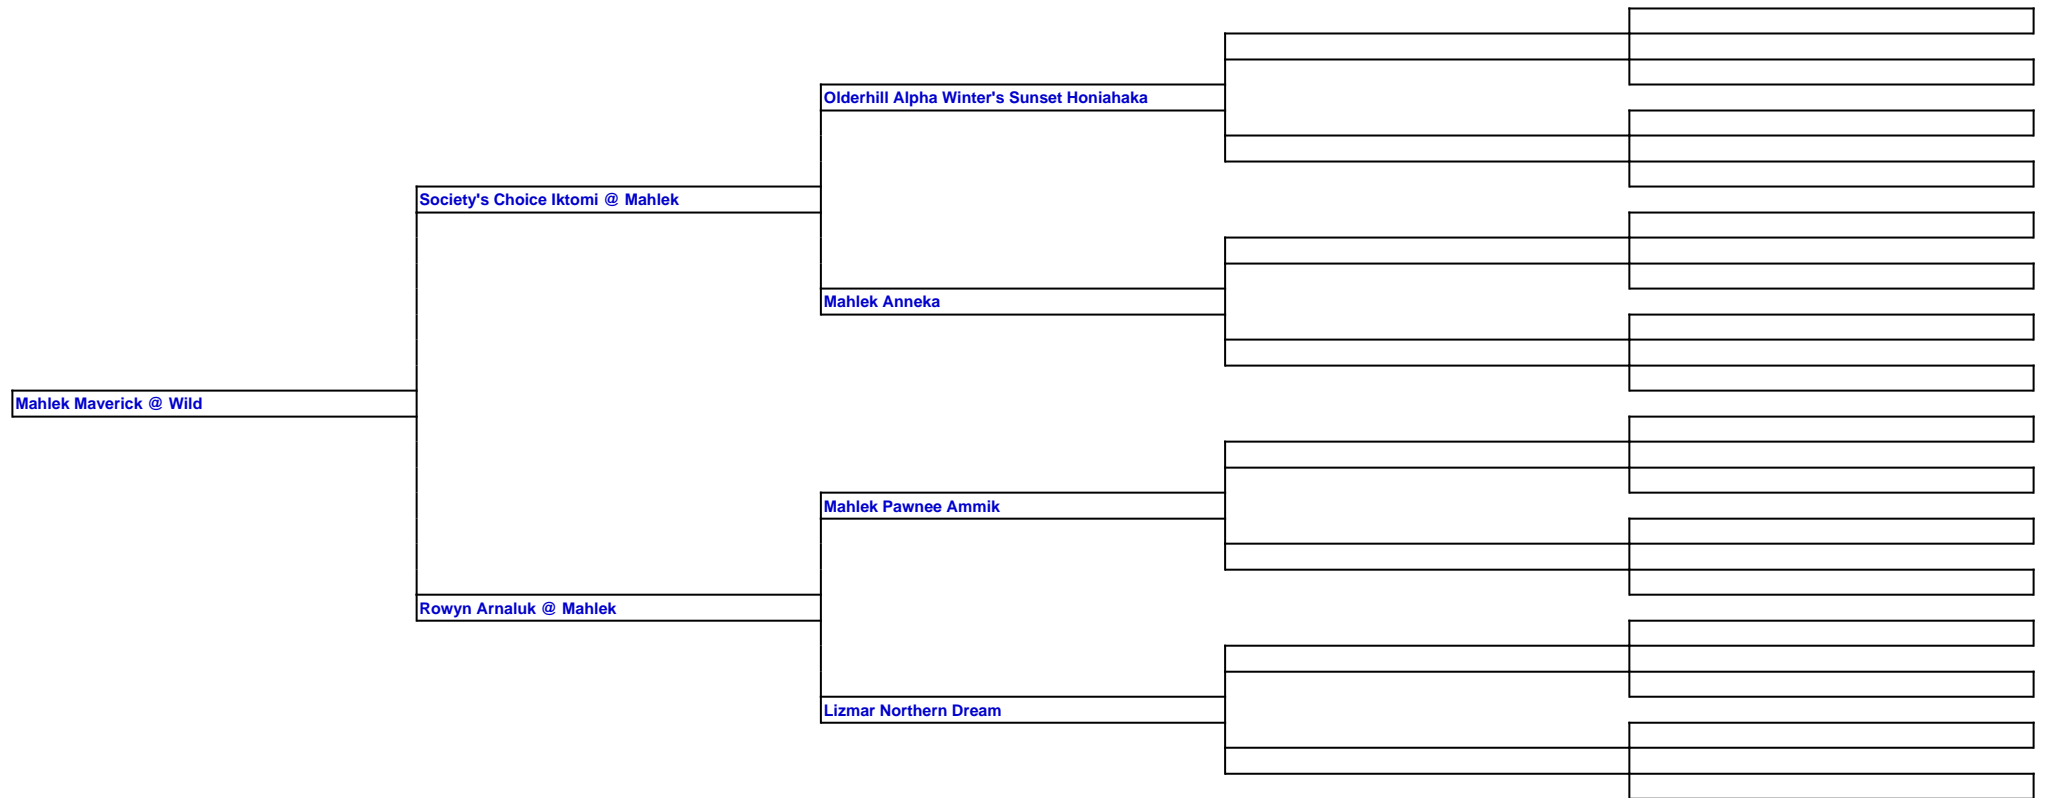 Olderhill Alpha Winter's Sunset Honiahaka
Society's Choice Iktomi @ Mahlek
Mahlek Anneka
Mahlek Maverick @ Wild
Mahlek Pawnee Ammik
Rowyn Arnaluk @ Mahlek
Lizmar Northern Dream